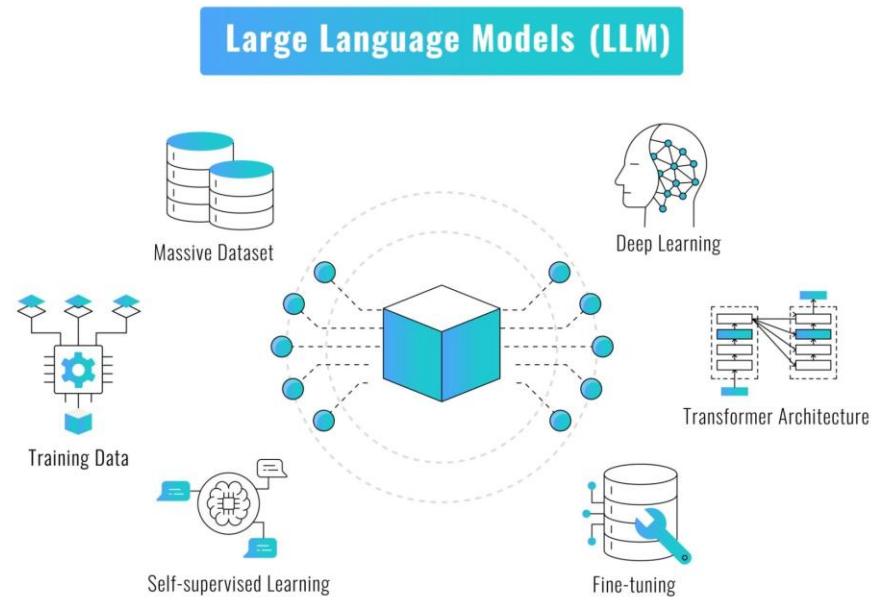 Large Language Models (LLM)
Massive Dataset
Deep Learning
Training Data
Transformer Architecture
Self-supervised Learning
Fine-tuning